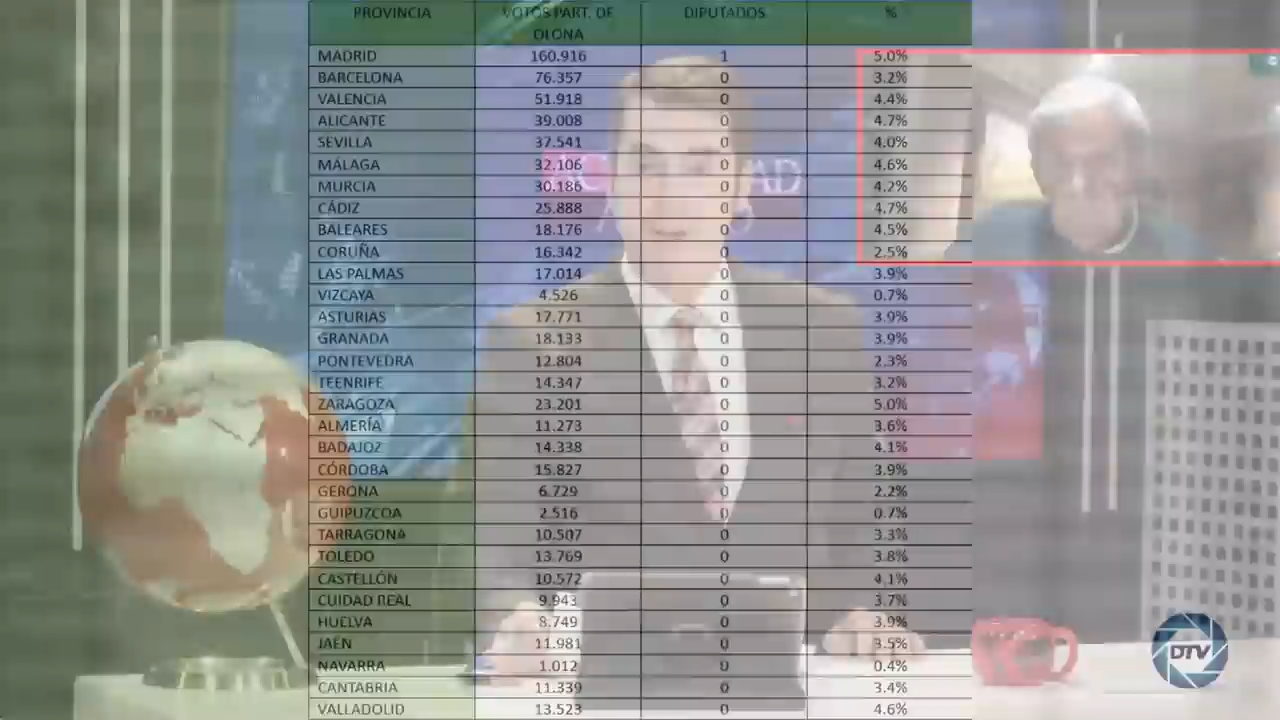 PROVINCIA VOTOS PART. DE OLONA DIPUTADOS %
MADRID 160.916 1 5.0%
BARCELONA 76.357 0 3.2%
VALENCIA 51.918 0 4.4%
ALICANTE 39.008 0 4.7%
SEVILLA 37.541 0 4.0%
MÁLAGA 32.106 0 4.6%
MURCIA 30.186 0 4.2%
CÁDIZ 25.888 0 4.7%
BALEARES 18.176 0 4.5%
CORUÑA 16.342 0 2.5%
LAS PALMAS 17.014 0 3.9%
VIZCAYA 4.526 0 0.7%
ASTURIAS 17.771 0 3.9%
GRANADA 18.133 0 3.9%
PONTEVEDRA 12.804 0 2.3%
TEENRIFE 14.347 0 3.2%
ZARAGOZA 23.201 0 5.0%
ALMERÍA 11.273 0 3.6%
BADAJOZ 14.338 0 4.1%
CÓRDOBA 15.827 0 3.9%
GERONA 6.729 0 2.2%
GUIPUZCOA 2.516 0 0.7%
TARRAGONA 10.507 0 3.3%
TOLEDO 13.769 0 3.8%
CASTELLÓN 10.572 0 4.1%
CUIDAD REAL 9.943 0 3.7%
HUELVA 8.749 0 3.9%
JAÉN 11.981 0 3.5%
NAVARRA 1.012 0 0.4%
CANTABRIA 11.339 0 3.4%
VALLADOLID 13.523 0 4.6%
DTV